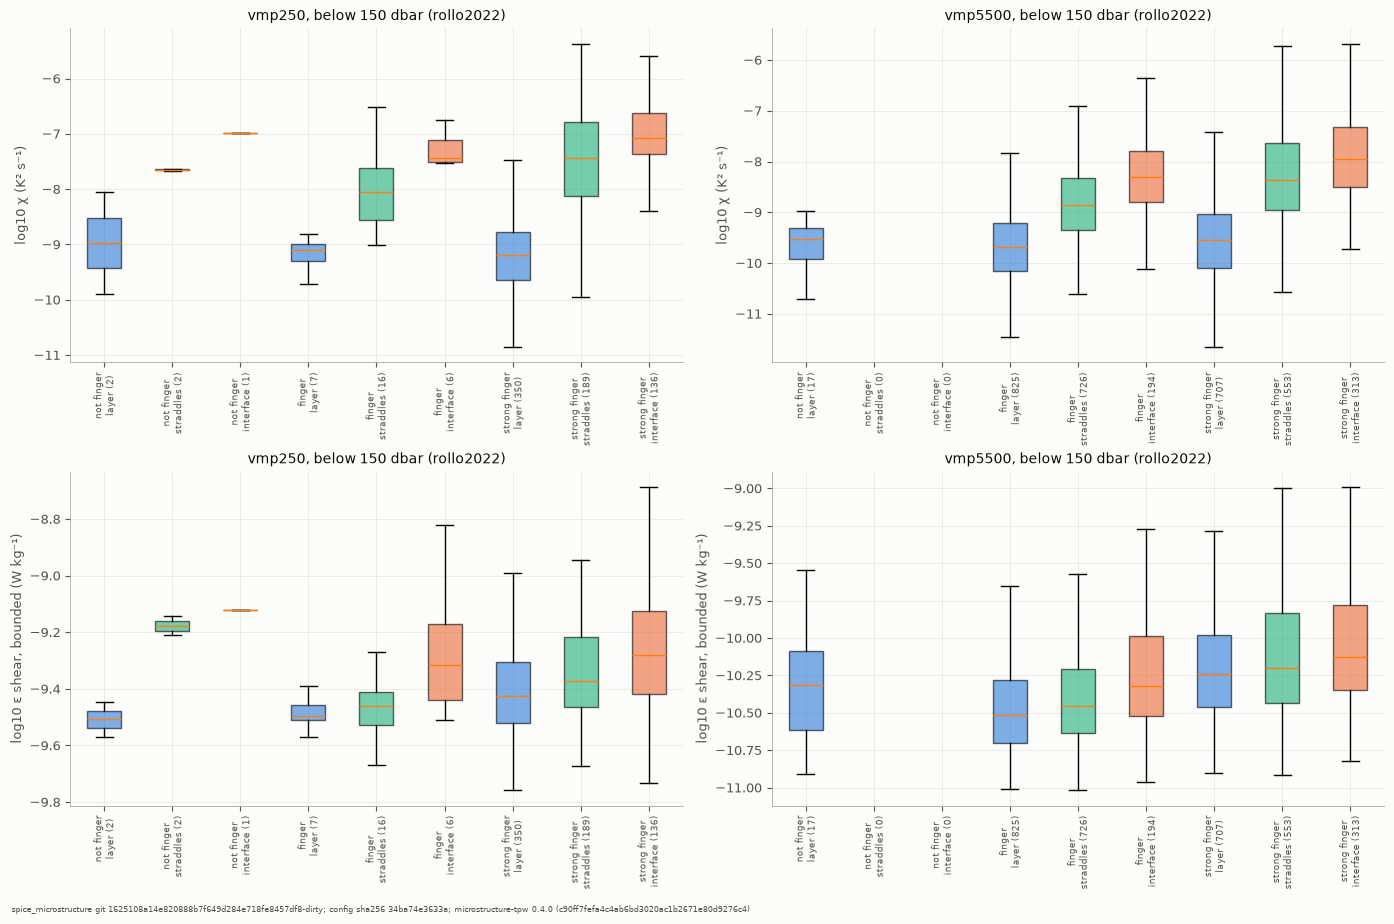 vmp250, below 150 dbar (rollo2022)
log10 χ (K² s⁻¹)
−6
−7
−8
−9
−10
−11
not finger
layer (2)
not finger
straddles (2)
not finger
interface (1)
finger
layer (7)
finger
straddles (16)
finger
interface (6)
strong finger
layer (350)
strong finger
straddles (189)
strong finger
interface (136)
vmp5500, below 150 dbar (rollo2022)
log10 χ (K² s⁻¹)
−6
−7
−8
−9
−10
−11
not finger
layer (17)
not finger
straddles (0)
not finger
interface (0)
finger
layer (825)
finger
straddles (726)
finger
interface (194)
strong finger
layer (707)
strong finger
straddles (553)
strong finger
interface (313)
vmp250, below 150 dbar (rollo2022)
log10 ε shear, bounded (W kg⁻¹)
−8.8
−9.0
−9.2
−9.4
−9.6
−9.8
not finger
layer (2)
not finger
straddles (2)
not finger
interface (1)
finger
layer (7)
finger
straddles (16)
finger
interface (6)
strong finger
layer (350)
strong finger
straddles (189)
strong finger
interface (136)
vmp5500, below 150 dbar (rollo2022)
log10 ε shear, bounded (W kg⁻¹)
−9.00
−9.25
−9.50
−9.75
−10.00
−10.25
−10.50
−10.75
−11.00
not finger
layer (17)
not finger
straddles (0)
not finger
interface (0)
finger
layer (825)
finger
straddles (726)
finger
interface (194)
strong finger
layer (707)
strong finger
straddles (553)
strong finger
interface (313)
spice_microstructure git 1625108a14e820888b7f649d284e718fe8457df8-dirty; config sha256 34ba74e3633a; microstructure-tpw 0.4.0 (c90ff7fefa4c4ab6bd3020ac1b2671e80d9276c4)